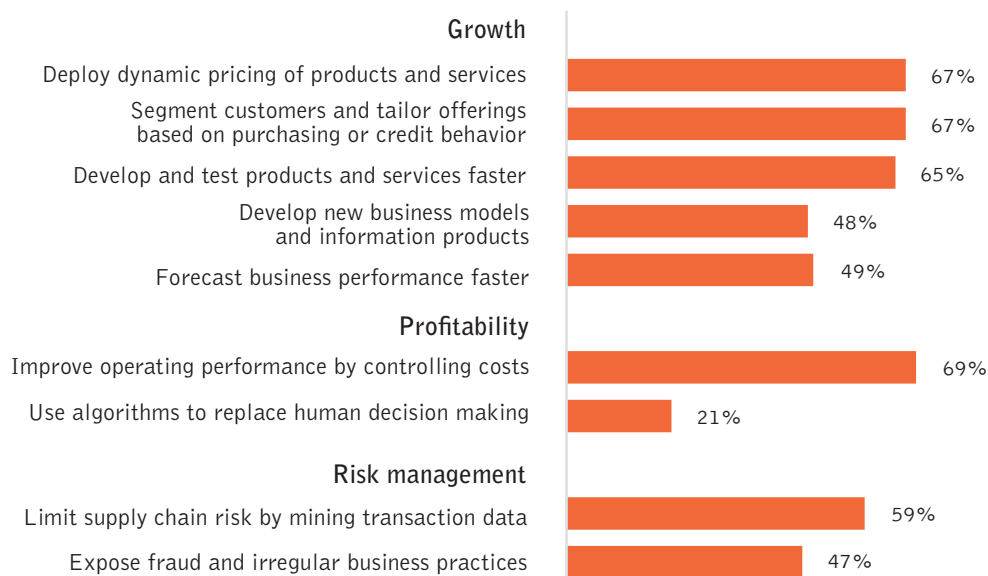 Growth
Deploy dynamic pricing of products and services 67%
Segment customers and tailor offerings
based on purchasing or credit behavior 67%
Develop and test products and services faster 65%
Develop new business models
and information products 48%
Forecast business performance faster 49%
Profitability
Improve operating performance by controlling costs 69%
Use algorithms to replace human decision making 21%
Risk management
Limit supply chain risk by mining transaction data 59%
Expose fraud and irregular business practices 47%